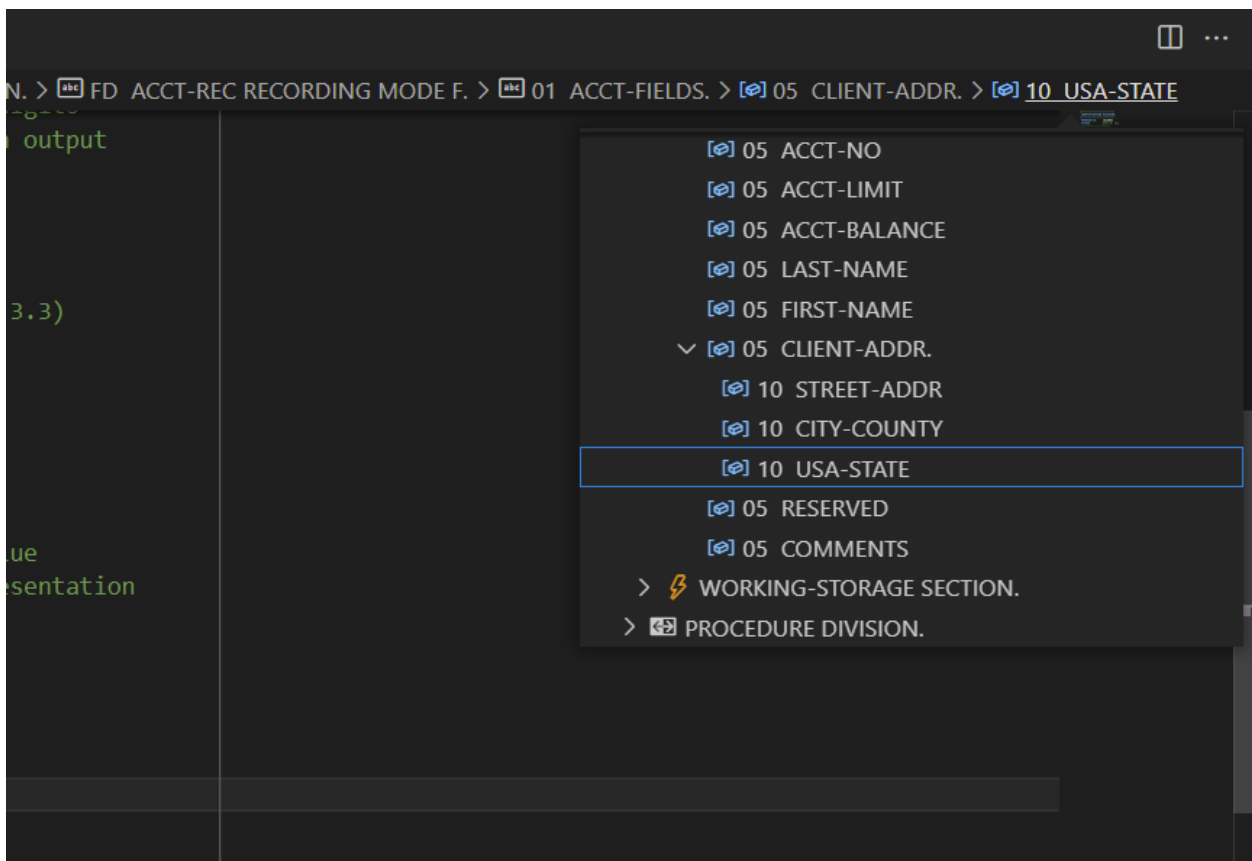 N. > FD ACCT-REC RECORDING MODE F. > 01 ACCT-FIELDS. > 05 CLIENT-ADDR. > 10 USA-STATE
output
05 ACCT-NO
05 ACCT-LIMIT
05 ACCT-BALANCE
05 LAST-NAME
05 FIRST-NAME
3.3)
05 CLIENT-ADDR.
10 STREET-ADDR
10 CITY-COUNTY
10 USA-STATE
05 RESERVED
05 COMMENTS
ue
esentation
WORKING-STORAGE SECTION.
PROCEDURE DIVISION.